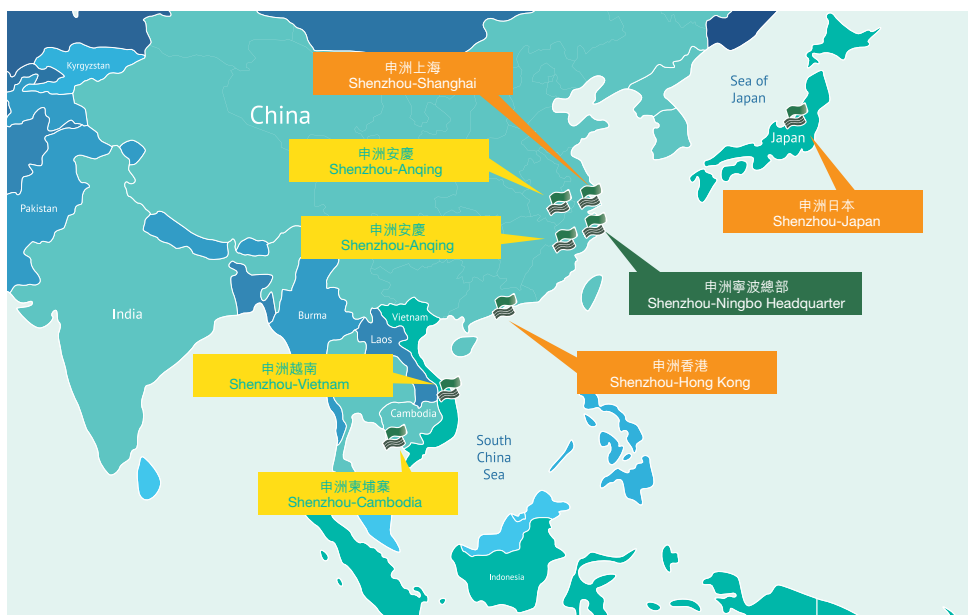 Kyrgyzstan
申洲上海
Shenzhou-Shanghai
Sea of
Japan
China
Japan
申洲安慶
Shenzhou-Anqing
Pakistan
申洲日本
Shenzhou-Japan
申洲安慶
Shenzhou-Anqing
申洲寧波總部
Shenzhou-Ningbo Headquarter
India
Burma
Vietnam
Laos
申洲越南
Shenzhou-Vietnam
申洲香港
Shenzhou-Hong Kong
Cambodia
South
China
Sea
申洲柬埔寨
Shenzhou-Cambodia
Indonesia